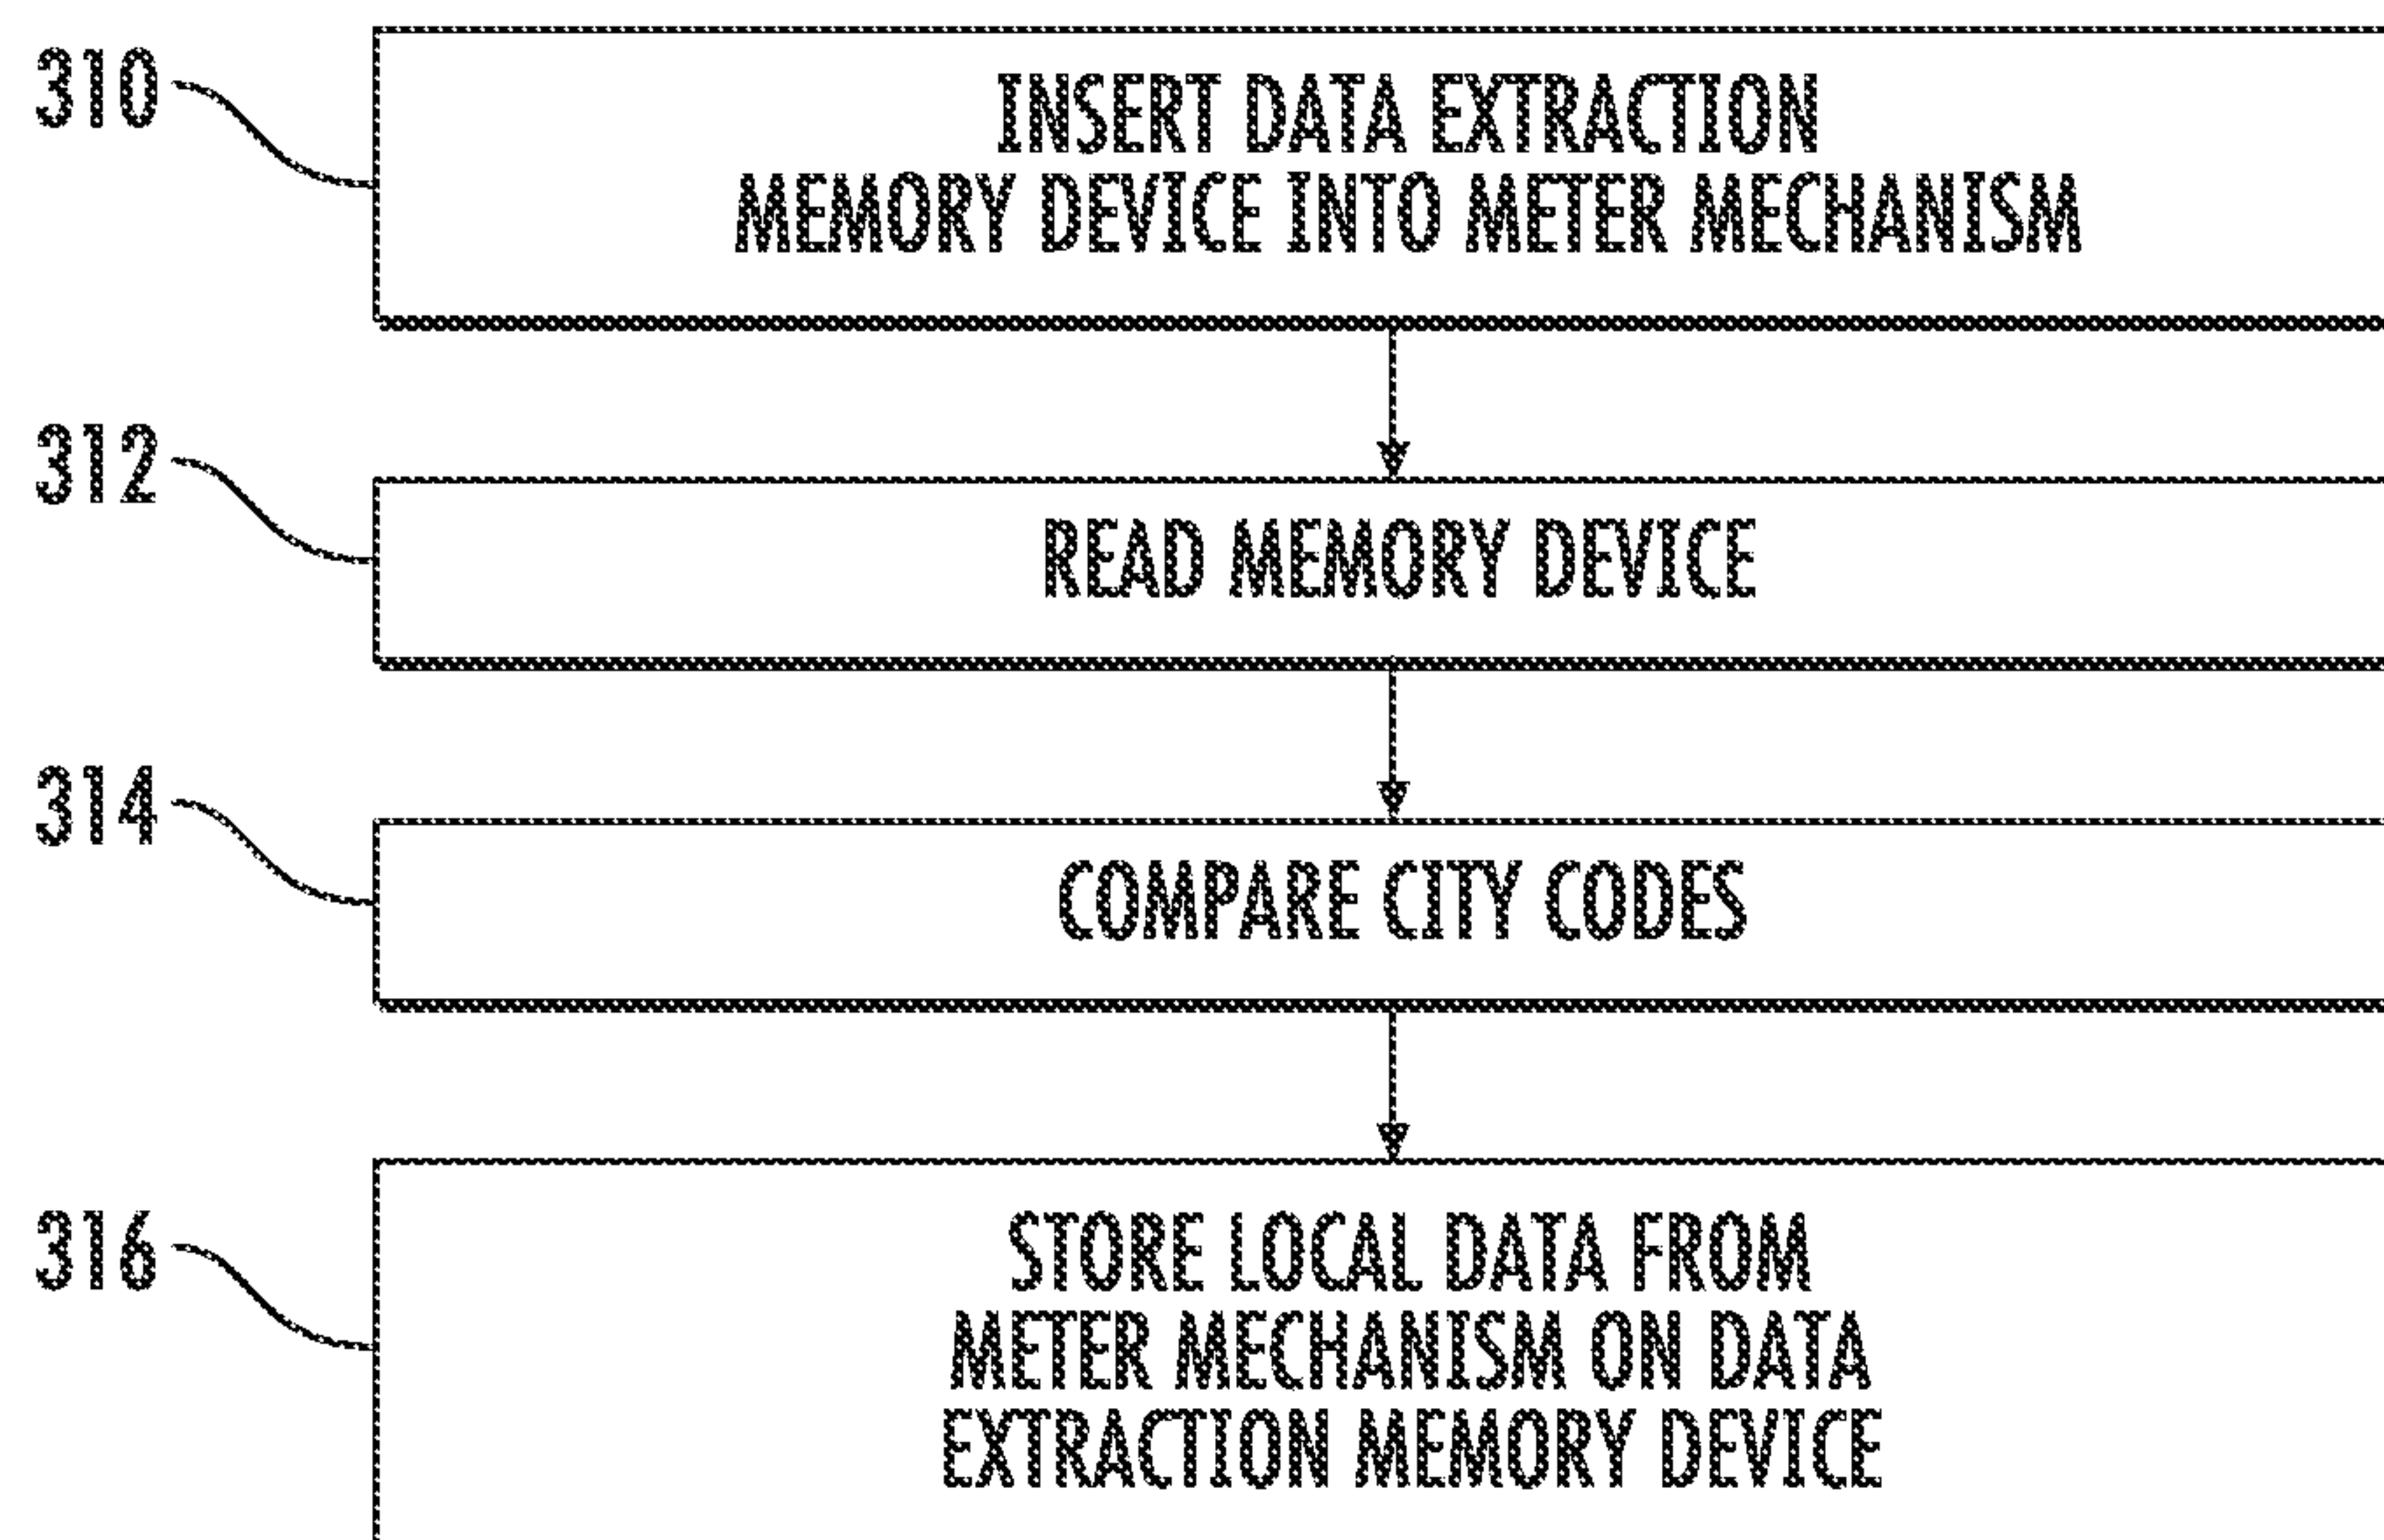 310
INSERT DATA EXTRACTION
MEMORY DEVICE INTO METER MECHANISM
312
READ MEMORY DEVICE
314
COMPARE CITY CODES
316
STORE LOCAL DATA FROM
METER MECHANISM ON DATA
EXTRACTION MEMORY DEVICE